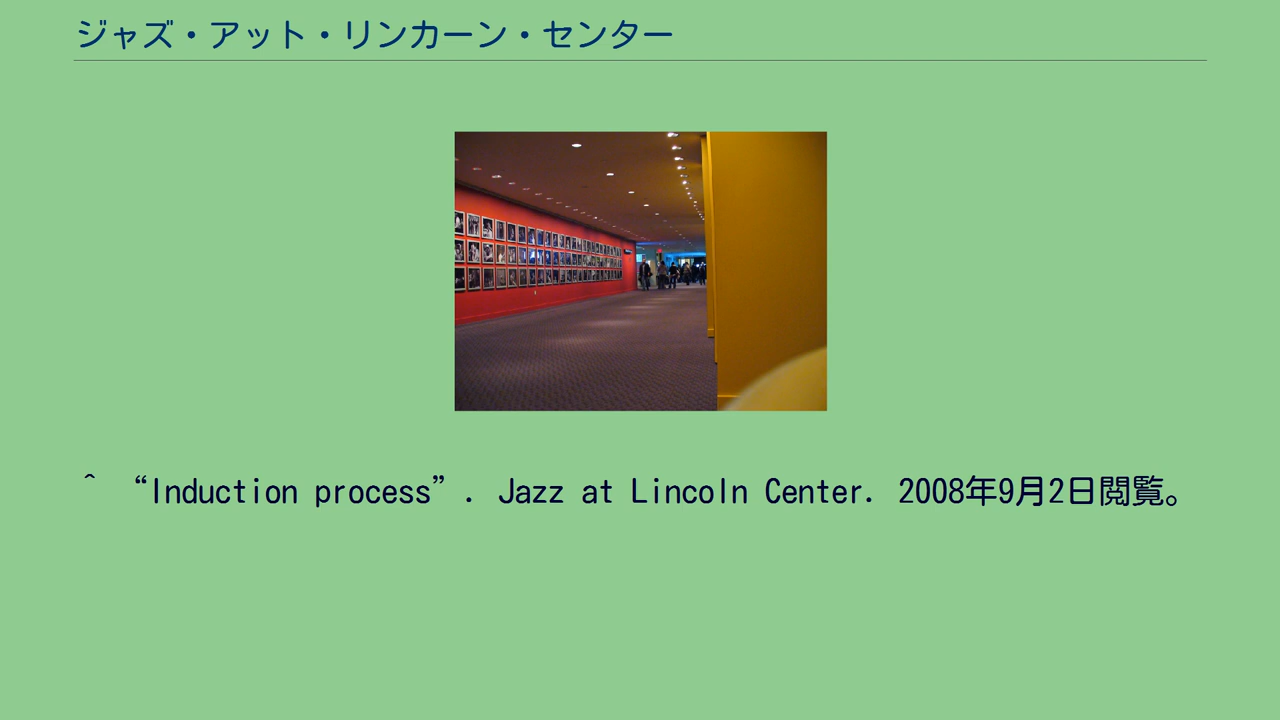 ジャズ・アット・リンカーン・センター
^ “Induction process”. Jazz at Lincoln Center. 2008年9月2日閲覧。